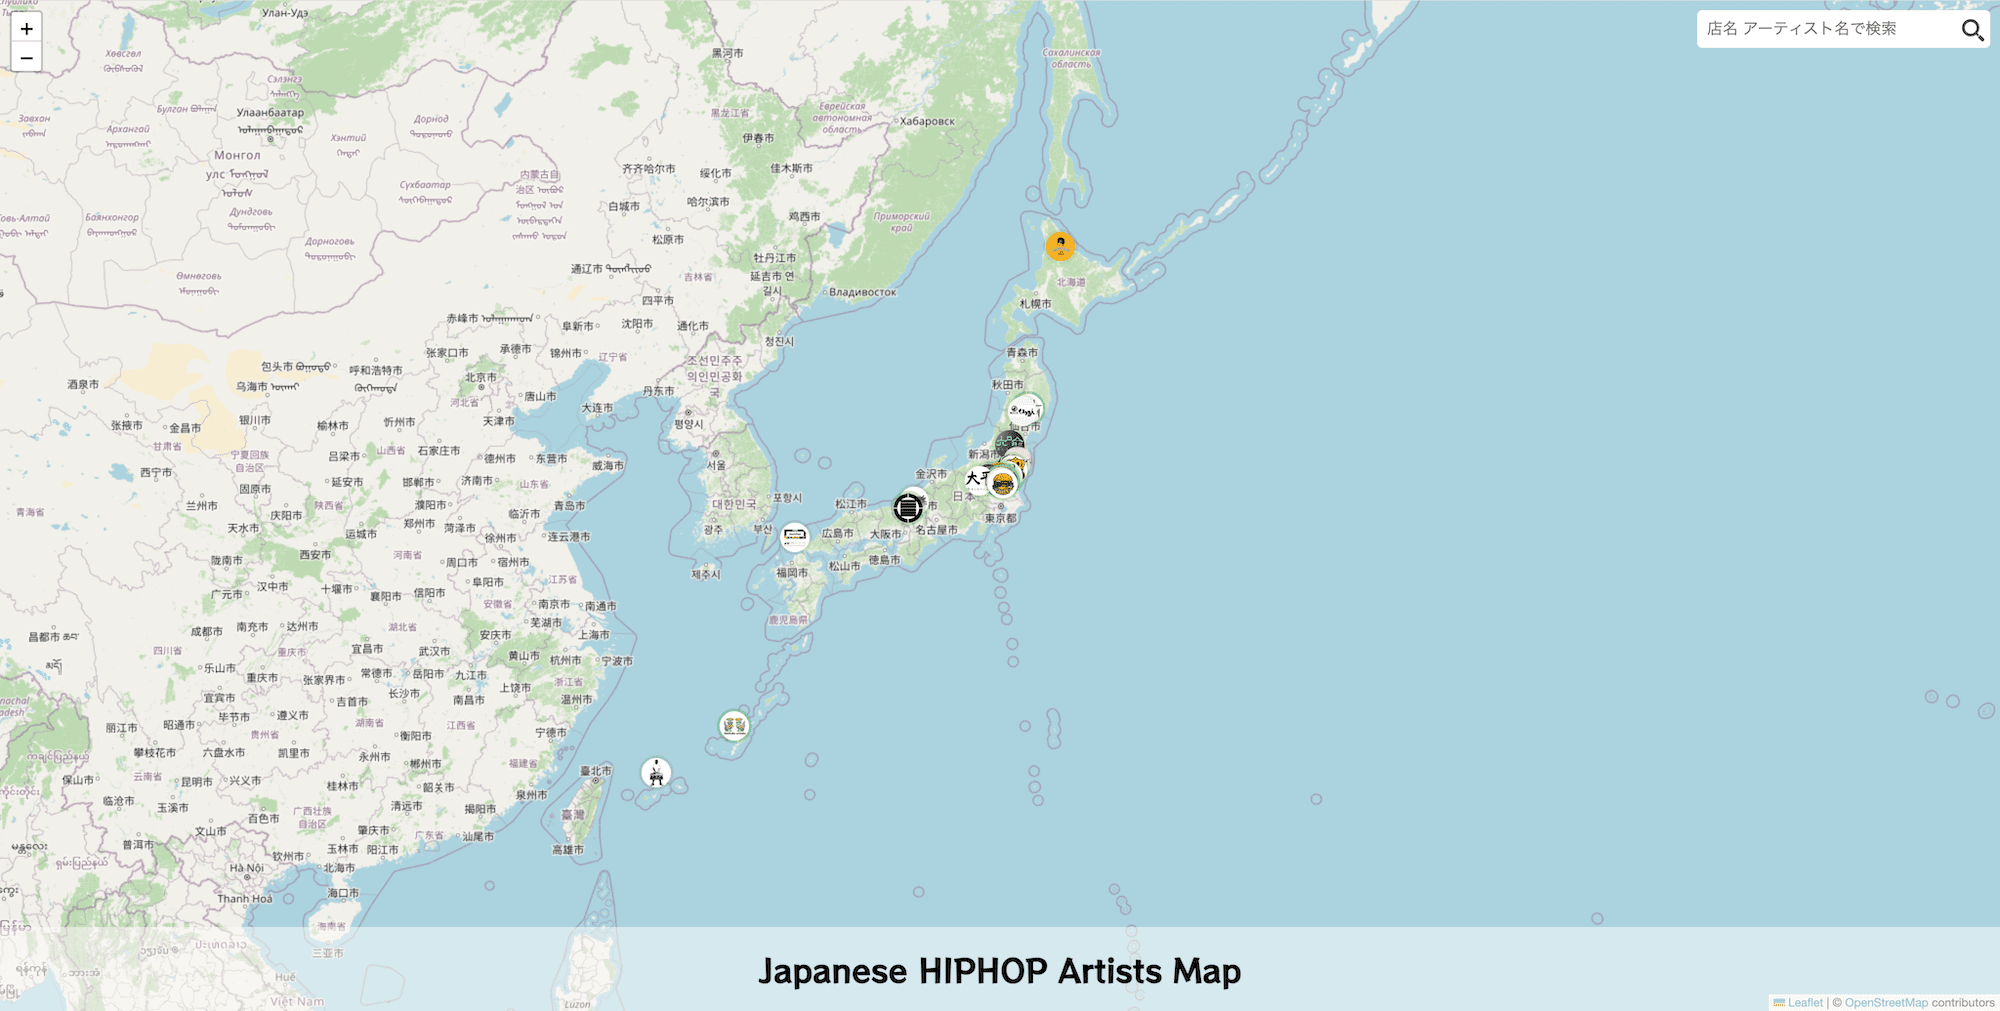 +
−
店名 アーティスト名で検索
Улан-Удэ
黑河市
Сахалинская
область
Хөвсгөл
Сэлэнгэ
Булган
Улаанбаатар
Завхан
Архангай
Хэнтий
Дорнод
黑龙江省
Еврейская
автономная
область
Хабаровск
伊春市
Монгол
улс
齐齐哈尔市
绥化市
佳木斯市
内蒙古自
治区
Сүхбаатар
白城市
哈尔滨市
鸡西市
Приморский
край
Говь-Алтай
Баянхонгор
Дундговь
Дорноговь
松原市
牡丹江市
通辽市
吉林省
延吉市 연
길시
Өмнөговь
四平市
Владивосток
北海道
札幌市
赤峰市
阜新市
沈阳市
通化市
청진시
张家口市
承德市
锦州市
辽宁省
조선민주주
의인민공화
국
青森市
包头市
呼和浩特市
酒泉市
乌海市
北京市
丹东市
秋田市
河北省
唐山市
大连市
张掖市
金昌市
银川市
榆林市
忻州市
天津市
평양시
仙台市
甘肃省
宁夏回族
自治区
吕梁市
山西省
石家庄市
德州市
东营市
威海市
서울
新潟市
西宁市
固原市
延安市
邯郸市
济南市
山东省
金沢市
大平
日本
青海省
兰州市
庆阳市
陕西省
濮阳市
临沂市
青岛市
대한민국
포항시
松江市
市
天水市
运城市
郑州市
菏泽市
徐州市
连云港市
광주
부산
広島市
大阪市
名古屋市
東京都
陇南市
西安市
河南省
周口市
宿州市
제주시
福岡市
松山市
徳島市
广元市
汉中市
十堰市
襄阳市
信阳市
阜阳市
江苏省
安徽省
南京市
南通市
鹿児島県
昌都市
成都市
南充市
达州市
湖北省
安庆市
芜湖市
上海市
四川省
重庆市
宜昌市
武汉市
黄山市
杭州市
宁波市
乐山市
重庆市
张家界市
常德市
岳阳市
九江市
浙江省
宜宾市
吉首市
长沙市
南昌市
上饶市
温州市
丽江市
昭通市
毕节市
遵义市
湖南省
江西省
贵州省
衡阳市
宁德市
攀枝花市
六盘水市
凯里市
永州市
郴州市
福建省
臺北市
保山市
云南省
昆明市
兴义市
桂林市
韶关市
泉州市
临沧市
玉溪市
百色市
广西壮族
自治区
清远市
揭阳市
臺灣
文山市
肇庆市
广东省
汕尾市
普洱市
钦州市
玉林市
阳江市
高雄市
Hà Nội
北海市
Thanh Hoá
海口市
海南省
三亚市
Huế
Việt Nam
Luzon
Japanese HIPHOP Artists Map
Leaflet | © OpenStreetMap contributors